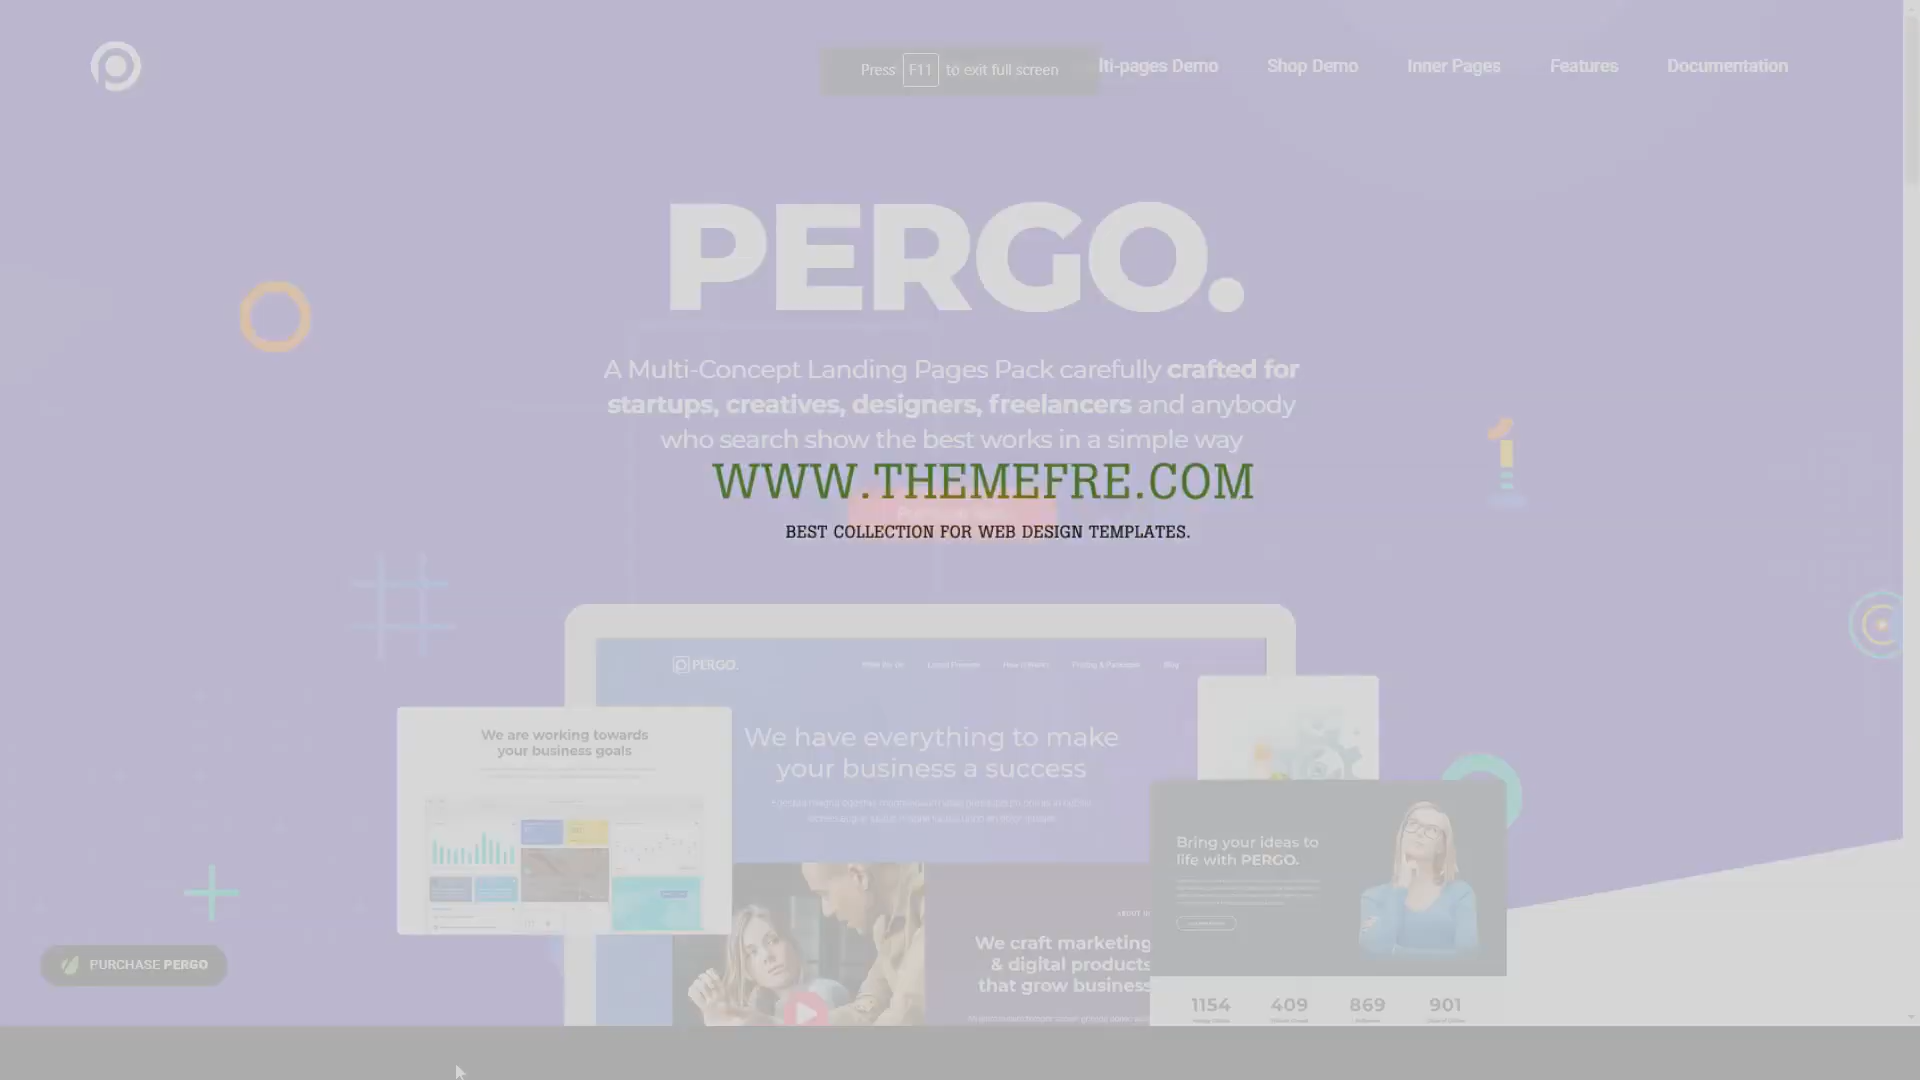 Press F11 to exit full screen
lti-pages Demo
Shop Demo
Inner Pages
Features
Documentation
PERGO.
A Multi-Concept Landing Pages Pack carefully crafted for
startups, creatives, designers, freelancers and anybody
who search show the best works in a simple way
WWW.THEMEFRE.COM
BEST COLLECTION FOR WEB DESIGN TEMPLATES.
PERGO.
We are working towards
your business goals
We have everything to make
your business a success
Bring your ideas to
life with PERGO.
We craft marketing
& digital products
that grow business
PURCHASE PERGO
1154 409 869 901